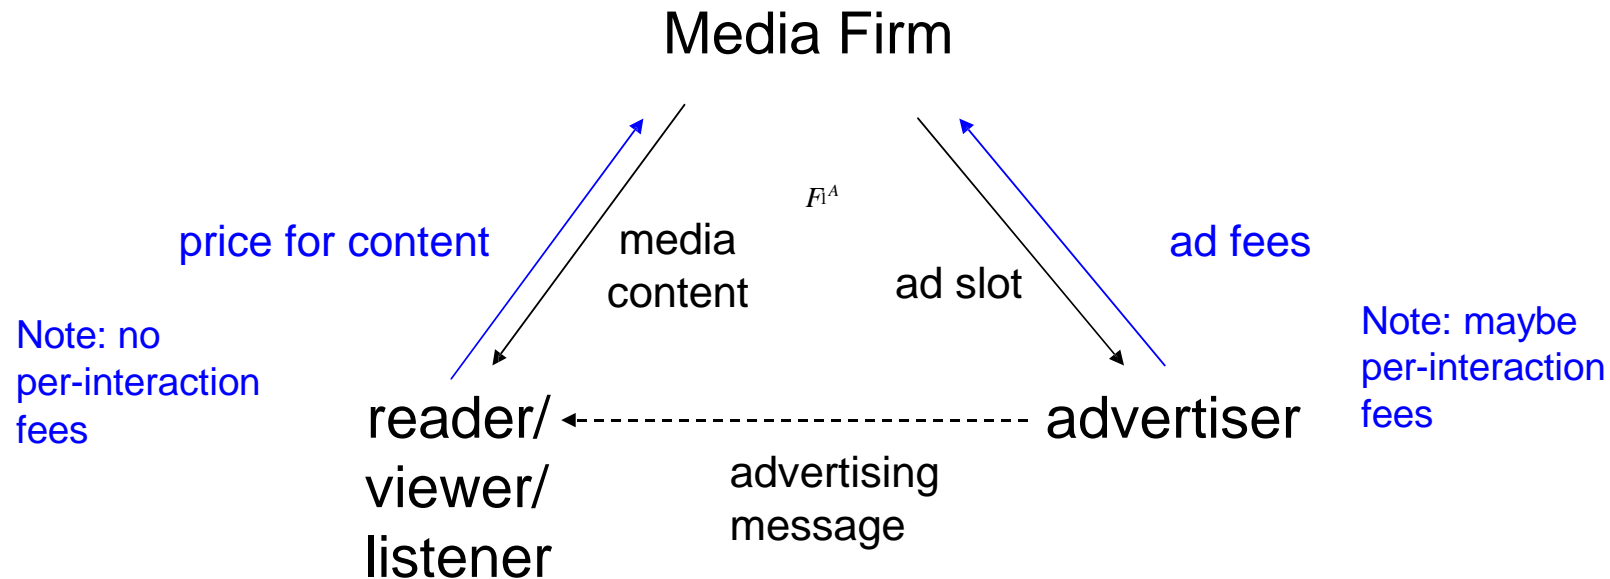 Media Firm
F1^A
price for content
media
content
ad slot
ad fees
Note: no
per-interaction
fees
Note: maybe
per-interaction
fees
reader/
viewer/
listener
advertiser
advertising
message